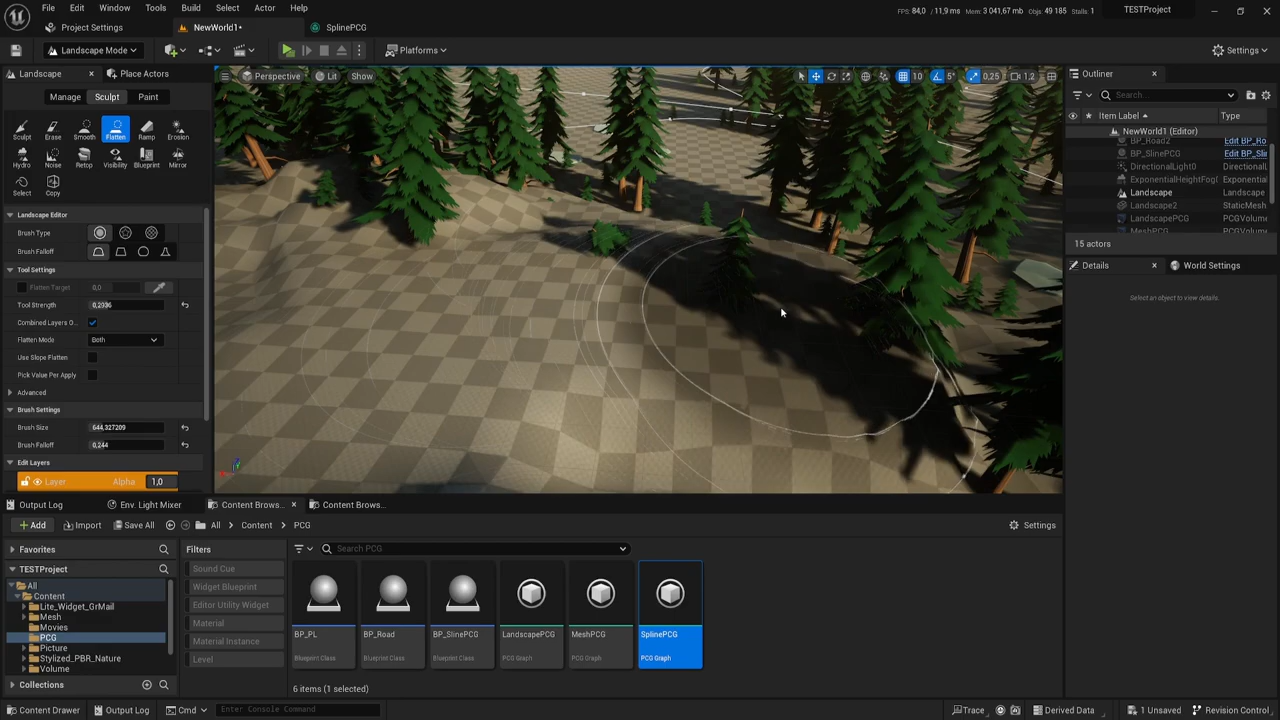 File Edit Window Tools Build Select Actor Help
FPS: 84,0 / 11,9 ms Mem: 3 041,67 mb Objs: 49 185 Stalls: 1
TESTProject
Project Settings
NewWorld1*
SplinePCG
Landscape Mode
Platforms
Settings
Landscape
Place Actors
Perspective
Lit
Show
10
5°
0,25
1.2
Outliner
Manage
Sculpt
Paint
Search...
Item Label
Type
Sculpt
Erase
Smooth
Flatten
Ramp
Erosion
NewWorld1 (Editor)
BP_Road2
Edit BP_Ro
BP_SlinePCG
Edit BP_Sli
DirectionalLight0
Directional
ExponentialHeightFog0
Exponential
Landscape
Landscape
Landscape2
StaticMesh
LandscapePCG
PCGVolume
MeshPCG
PCGVolume
Hydro
Noise
Retop
Visibility
Blueprint
Mirror
Select
Copy
Landscape Editor
Brush Type
Brush Falloff
15 actors
Tool Settings
Details
World Settings
Flatten Target
0,0
Select an object to view details.
Tool Strength
0,2936
Combined Layers O...
Flatten Mode
Both
Use Slope Flatten
Pick Value Per Apply
Advanced
Brush Settings
Brush Size
644,327209
Brush Falloff
0,244
Edit Layers
Layer
Alpha
1,0
Output Log
Env. Light Mixer
Content Brows...
Content Brows...
Add
Import
Save All
All
Content
PCG
Settings
Favorites
Filters
Search PCG
TESTProject
All
Content
Lite_Widget_GrMail
Mesh
Movies
PCG
Picture
Stylized_PBR_Nature
Volume
Sound Cue
Widget Blueprint
Editor Utility Widget
Material
Material Instance
Level
BP_PL
Blueprint Class
BP_Road
Blueprint Class
BP_SlinePCG
Blueprint Class
LandscapePCG
PCG Graph
MeshPCG
PCG Graph
SplinePCG
PCG Graph
Collections
6 items (1 selected)
Content Drawer
Output Log
Cmd
Enter Console Command
Trace
Derived Data
1 Unsaved
Revision Control